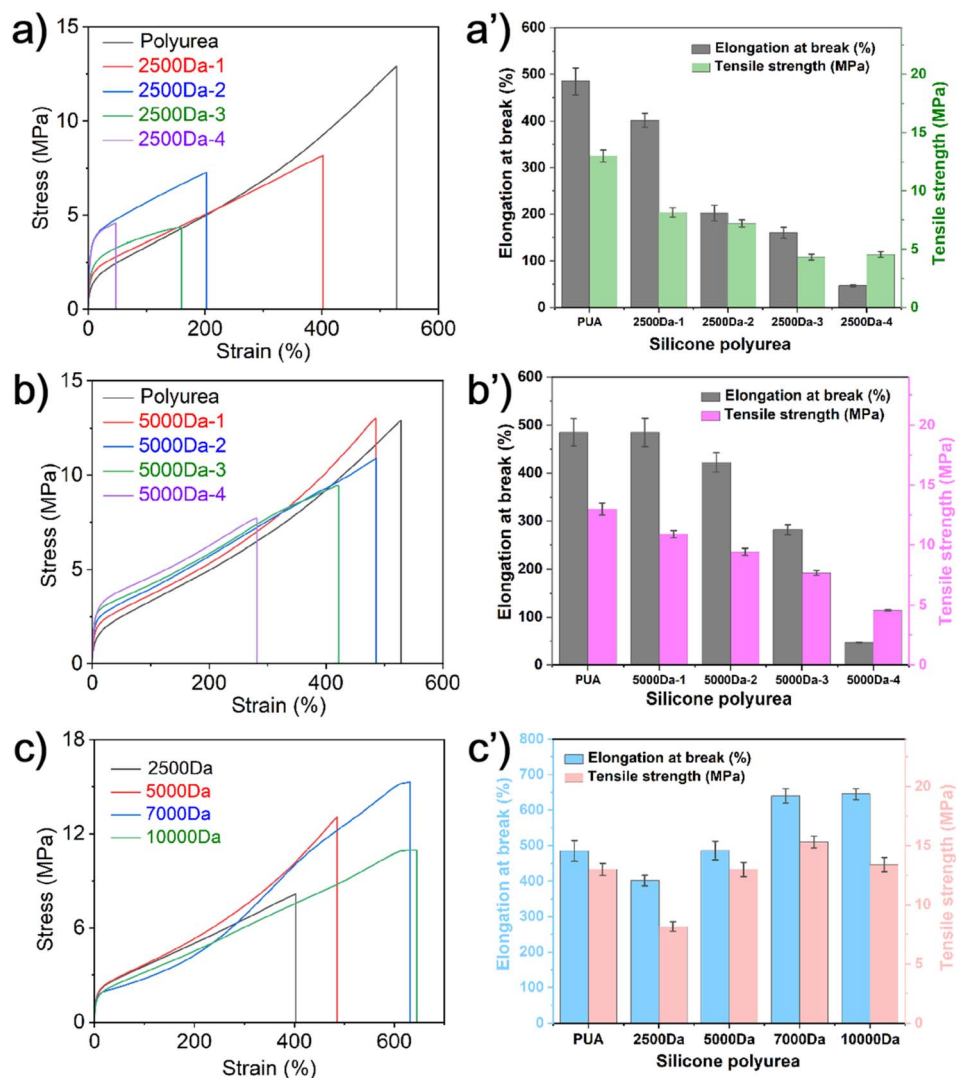 a)
15
10
5
0
Stress (MPa)
Polyurea
2500Da-1
2500Da-2
2500Da-3
2500Da-4
0 200 400 600
Strain (%)
a')
600
500
400
300
200
100
0
Elongation at break (%)
Elongation at break (%)
Tensile strength (MPa)
20
15
10
5
0
Tensile strength (MPa)
PUA 2500Da-1 2500Da-2 2500Da-3 2500Da-4
Silicone polyurea
b)
15
10
5
0
Stress (MPa)
Polyurea
5000Da-1
5000Da-2
5000Da-3
5000Da-4
0 200 400 600
Strain (%)
b')
600
500
400
300
200
100
0
Elongation at break (%)
Elongation at break (%)
Tensile strength (MPa)
20
15
10
5
0
Tensile strength (MPa)
PUA 5000Da-1 5000Da-2 5000Da-3 5000Da-4
Silicone polyurea
c)
18
12
6
0
Stress (MPa)
2500Da
5000Da
7000Da
10000Da
0 200 400 600
Strain (%)
c')
800
700
600
500
400
300
200
100
0
Elongation at break (%)
Elongation at break (%)
Tensile strength (MPa)
20
15
10
5
0
Tensile strength (MPa)
PUA 2500Da 5000Da 7000Da 10000Da
Silicone polyurea